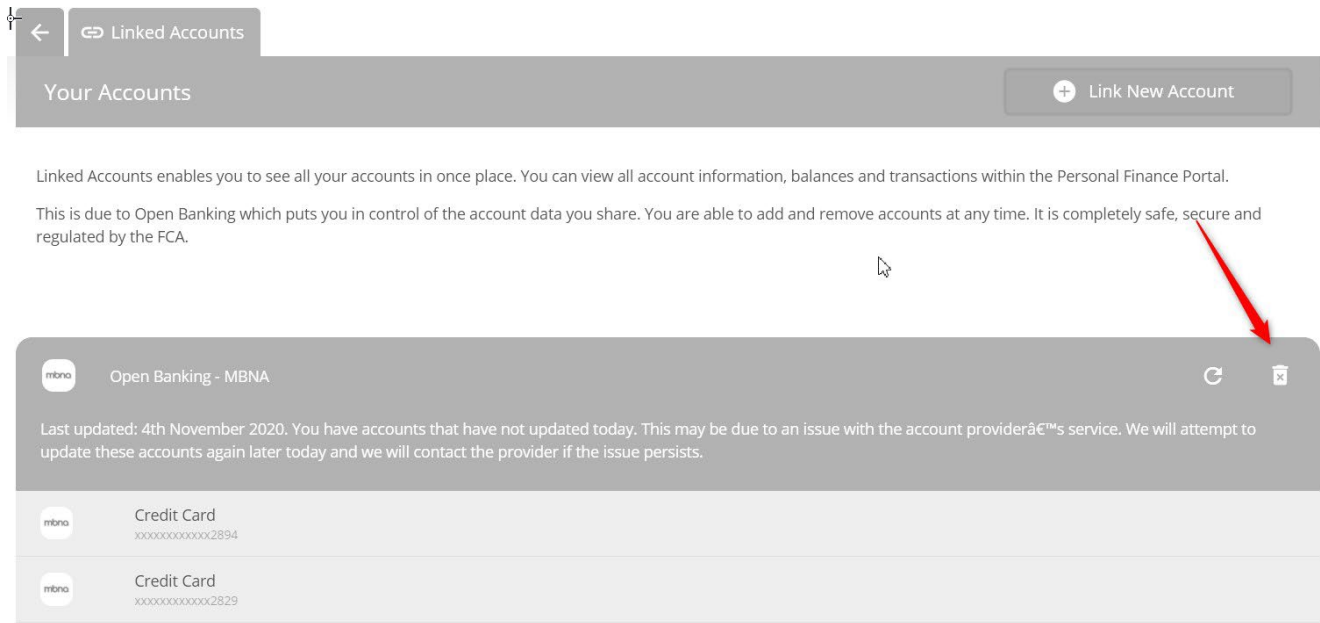 Linked Accounts
Your Accounts
Link New Account
Linked Accounts enables you to see all your accounts in once place. You can view all account information, balances and transactions within the Personal Finance Portal.
This is due to Open Banking which puts you in control of the account data you share. You are able to add and remove accounts at any time. It is completely safe, secure and
regulated by the FCA.
mbna
Open Banking - MBNA
Last updated: 4th November 2020. You have accounts that have not updated today. This may be due to an issue with the account providerâ€™s service. We will attempt to
update these accounts again later today and we will contact the provider if the issue persists.
mbna
Credit Card
xxxxxxxxxxxx2894
mbna
Credit Card
xxxxxxxxxxxx2829